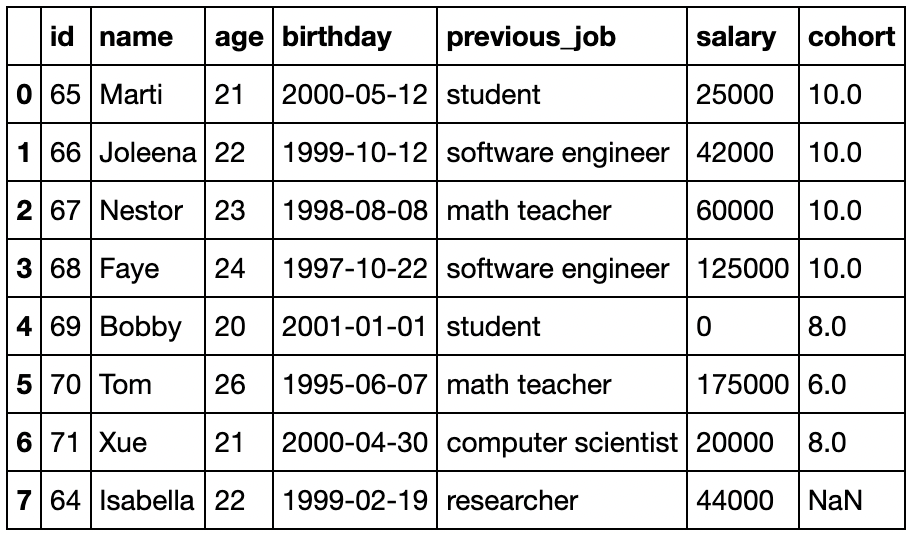 id name age birthday previous_job salary cohort
0 65 Marti 21 2000-05-12 student 25000 10.0
1 66 Joleena 22 1999-10-12 software engineer 42000 10.0
2 67 Nestor 23 1998-08-08 math teacher 60000 10.0
3 68 Faye 24 1997-10-22 software engineer 125000 10.0
4 69 Bobby 20 2001-01-01 student 0 8.0
5 70 Tom 26 1995-06-07 math teacher 175000 6.0
6 71 Xue 21 2000-04-30 computer scientist 20000 8.0
7 64 Isabella 22 1999-02-19 researcher 44000 NaN